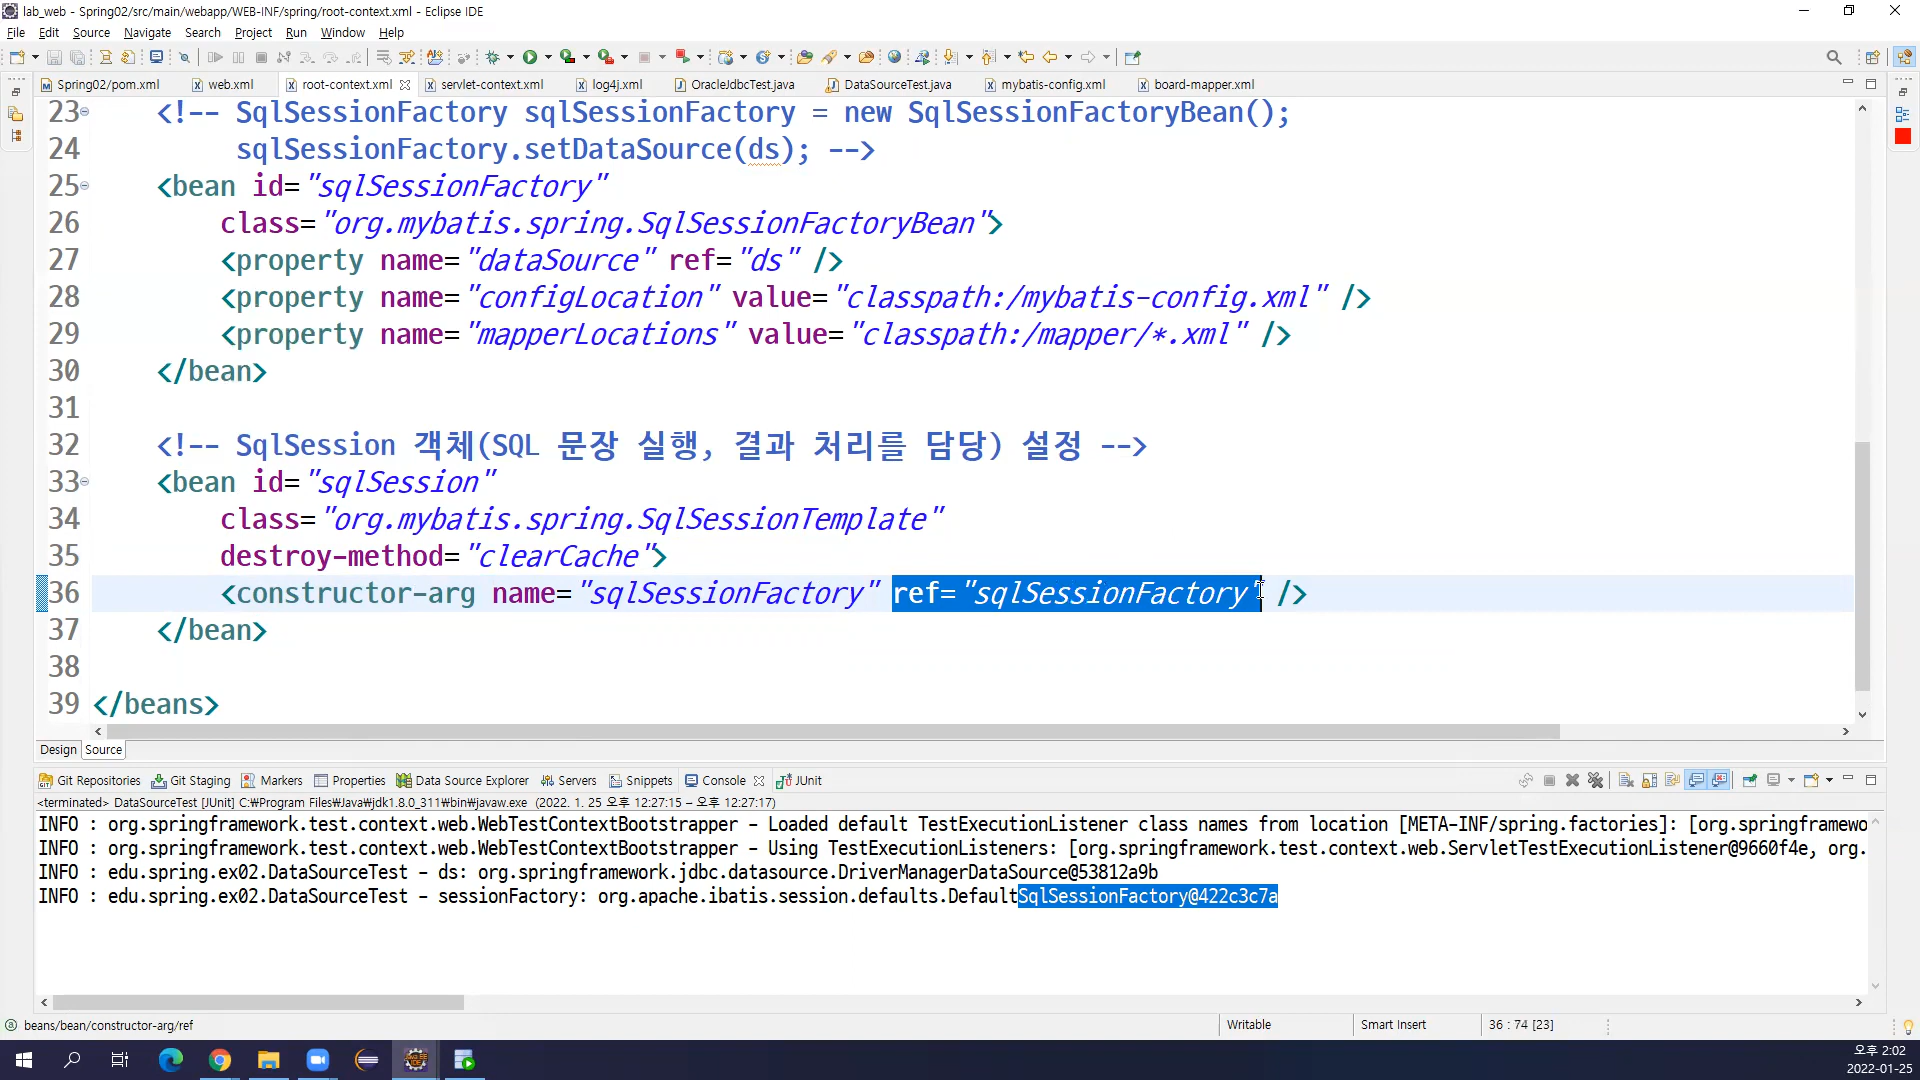 lab_web - Spring02/src/main/webapp/WEB-INF/spring/root-context.xml - Eclipse IDE
File Edit Source Navigate Search Project Run Window Help
Spring02/pom.xml web.xml root-context.xml servlet-context.xml log4j.xml OracleJdbcTest.java DataSourceTest.java mybatis-config.xml board-mapper.xml
23 <!-- SqlSessionFactory sqlSessionFactory = new SqlSessionFactoryBean();
24 sqlSessionFactory.setDataSource(ds); -->
25 <bean id="sqlSessionFactory"
26 class="org.mybatis.spring.SqlSessionFactoryBean">
27 <property name="dataSource" ref="ds" />
28 <property name="configLocation" value="classpath:/mybatis-config.xml" />
29 <property name="mapperLocations" value="classpath:/mapper/*.xml" />
30 </bean>
31
32 <!-- SqlSession 객체(SQL 문장 실행, 결과 처리를 담당) 설정 -->
33 <bean id="sqlSession"
34 class="org.mybatis.spring.SqlSessionTemplate"
35 destroy-method="clearCache">
36 <constructor-arg name="sqlSessionFactory" ref="sqlSessionFactory" />
37 </bean>
38
39 </beans>
Design Source
Git Repositories Git Staging Markers Properties Data Source Explorer Servers Snippets Console JUnit
<terminated> DataSourceTest [JUnit] C:₩Program Files₩Java₩jdk1.8.0_311₩bin₩javaw.exe (2022. 1. 25 오후 12:27:15 – 오후 12:27:17)
INFO : org.springframework.test.context.web.WebTestContextBootstrapper - Loaded default TestExecutionListener class names from location [META-INF/spring.factories]: [org.springframewo
INFO : org.springframework.test.context.web.WebTestContextBootstrapper - Using TestExecutionListeners: [org.springframework.test.context.web.ServletTestExecutionListener@9660f4e, org.
INFO : edu.spring.ex02.DataSourceTest - ds: org.springframework.jdbc.datasource.DriverManagerDataSource@53812a9b
INFO : edu.spring.ex02.DataSourceTest - sessionFactory: org.apache.ibatis.session.defaults.DefaultSqlSessionFactory@422c3c7a
beans/bean/constructor-arg/ref Writable Smart Insert 36 : 74 [23]
오후 2:02
2022-01-25